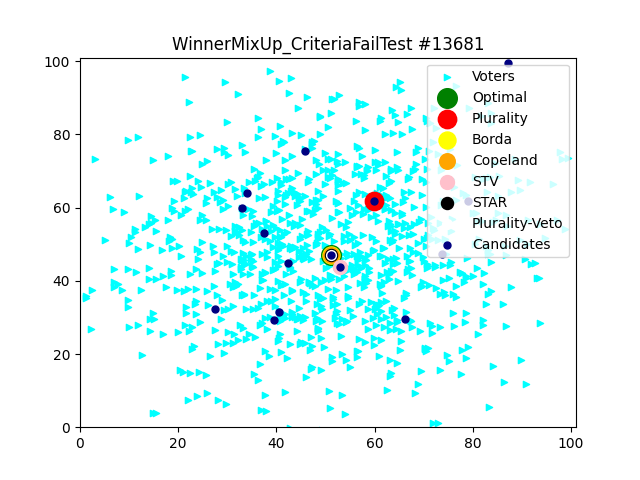 WinnerMixUp_CriteriaFailTest #13681
100
80
60
40
20
0
0
20
40
60
80
100
Voters
Optimal
Plurality
Borda
Copeland
STV
STAR
Plurality-Veto
Candidates